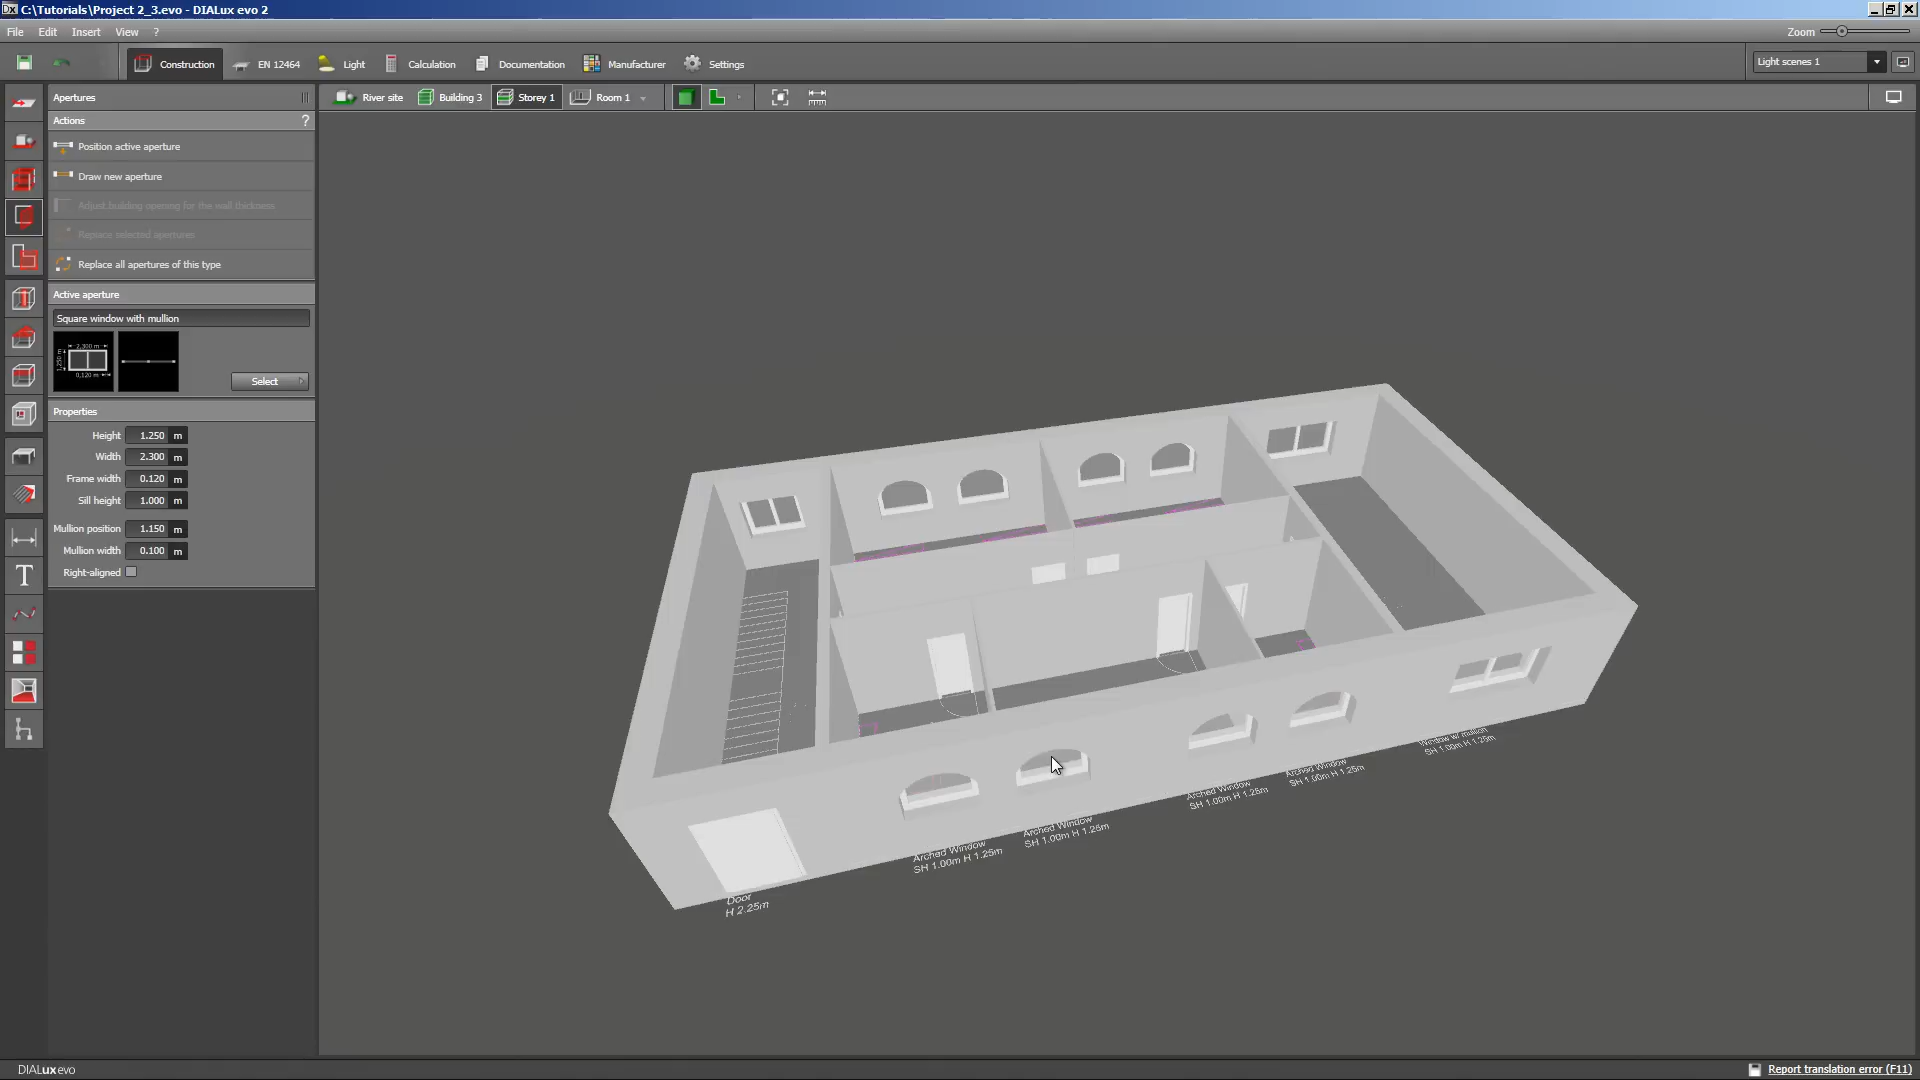 C:\Tutorials\Project 2_3.evo - DIALux evo 2
File Edit Insert View ?
Zoom
Construction EN 12464 Light Calculation Documentation Manufacturer Settings
Light scenes 1
Apertures
River site Building 3 Storey 1 Room 1
Actions ?
Position active aperture
Draw new aperture
Adjust building opening for the wall thickness
Replace selected apertures
Replace all apertures of this type
Active aperture
Square window with mullion
2,300 m
1,250 m
0,120 m
Select
Properties
Height 1.250 m
Width 2.300 m
Frame width 0.120 m
Sill height 1.000 m
Mullion position 1.150 m
Mullion width 0.100 m
Right-aligned
T
Window w/ mullion
SH 1.00m H 1.25m
Arched Window
SH 1.00m H 1.25m
Arched Window
SH 1.00m H 1.25m
Arched Window
SH 1.00m H 1.25m
Arched Window
SH 1.00m H 1.25m
Door
H 2.25m
DIALux evo
Report translation error (F11)